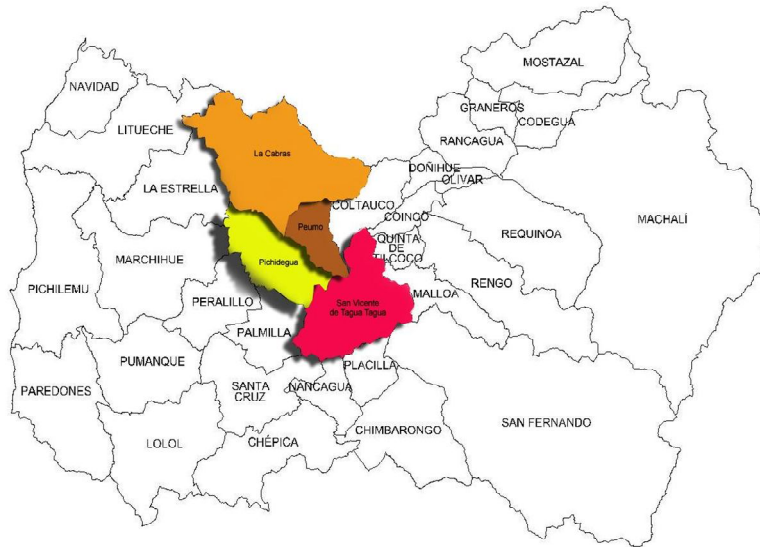 MOSTAZAL
NAVIDAD
GRANEROS
CODEGUA
LITUECHE
RANCAGUA
La Cabras
DOÑIHUE
OLIVAR
LA ESTRELLA
COLTAUCO
COINCO
MACHALÍ
Peumo
REQUINOA
QUINTA
DE
TILCOCO
MARCHIHUE
Pichidegua
PICHILEMU
RENGO
MALLOA
PERALILLO
San Vicente
de Tagua Tagua
PALMILLA
PUMANQUE
PLACILLA
PAREDONES
SANTA
CRUZ
NANCAGUA
SAN FERNANDO
CHIMBARONGO
LOLOL
CHÉPICA